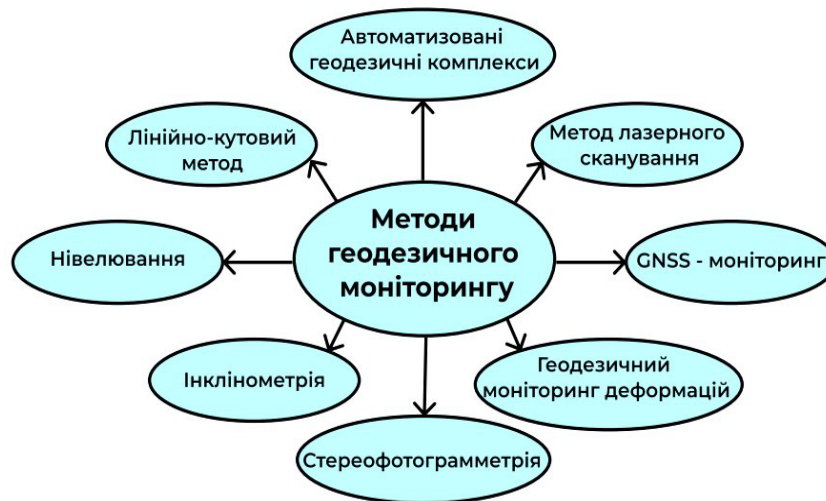 Автоматизовані
геодезичні комплекси
Лінійно-кутовий
метод
Метод лазерного
сканування
Методи
геодезичного
моніторингу
Нівелювання
GNSS - моніторинг
Інклінометрія
Геодезичний
моніторинг деформацій
Стереофотограмметрія